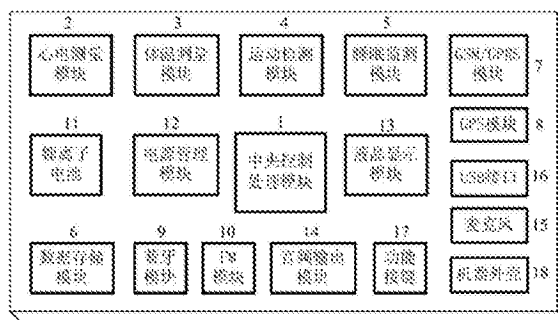 2 3 4 5
心电测量 体温测量 运动检测 睡眠监测 GSM/GPRS
模块 模块 模块 模块 模块 7
GPS模块 8
11 12 1 13
锂离子 电源管理 中央控制 液晶显示
电池 模块 处理模块 模块
USB接口 16
麦克风 15
6 9 10 14 17
数据存储 蓝牙 FM 音频输出 功能
模块 模块 模块 模块 按键
机器外壳 18